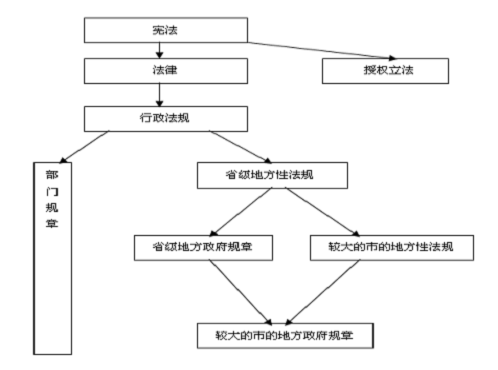 宪法
法律
授权立法
行政法规
部
门
规
章
省级地方性法规
省级地方政府规章
较大的市的地方性法规
较大的市的地方政府规章